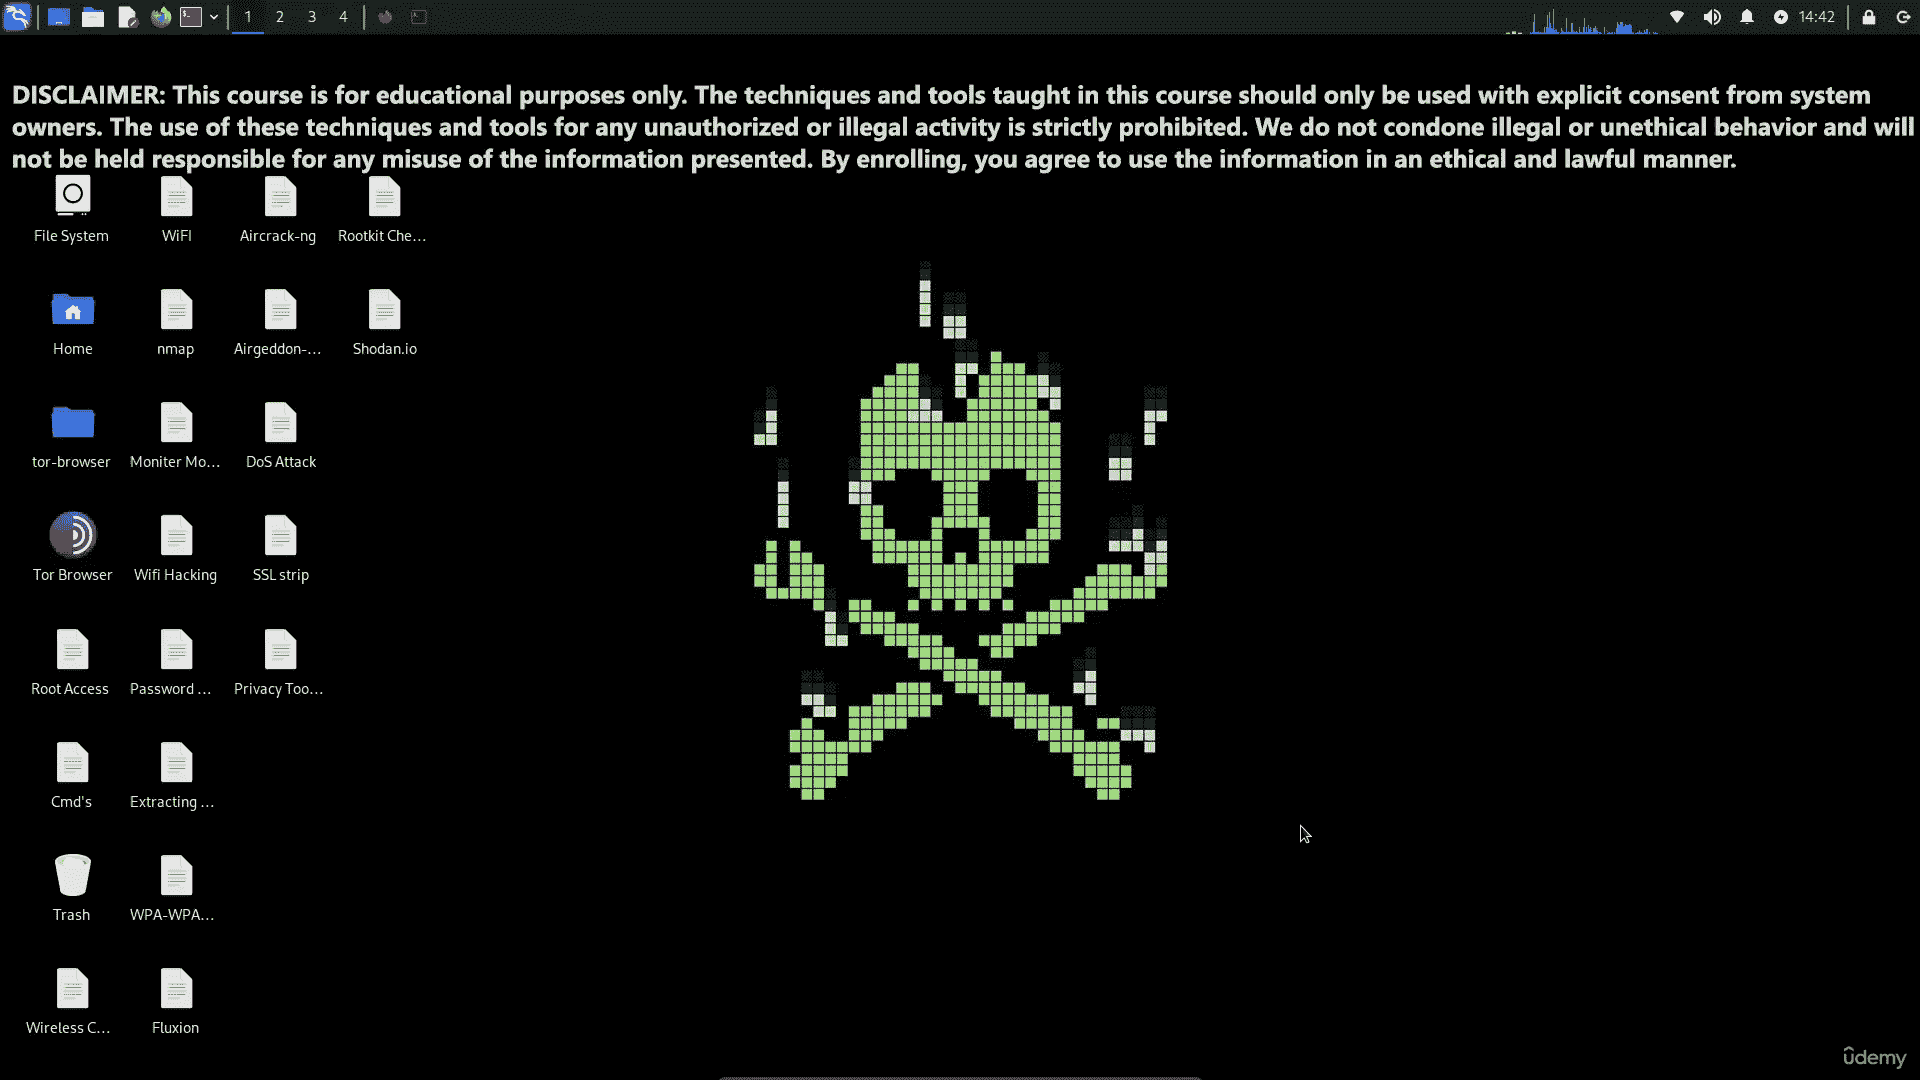 1 2 3 4 14:42
DISCLAIMER: This course is for educational purposes only. The techniques and tools taught in this course should only be used with explicit consent from system
owners. The use of these techniques and tools for any unauthorized or illegal activity is strictly prohibited. We do not condone illegal or unethical behavior and will
not be held responsible for any misuse of the information presented. By enrolling, you agree to use the information in an ethical and lawful manner.
File System WiFI Aircrack-ng Rootkit Che...
Home nmap Airgeddon-... Shodan.io
tor-browser Moniter Mo... DoS Attack
Tor Browser Wifi Hacking SSL strip
Root Access Password ... Privacy Too...
Cmd's Extracting ...
Trash WPA-WPA...
Wireless C... Fluxion
ûdemy